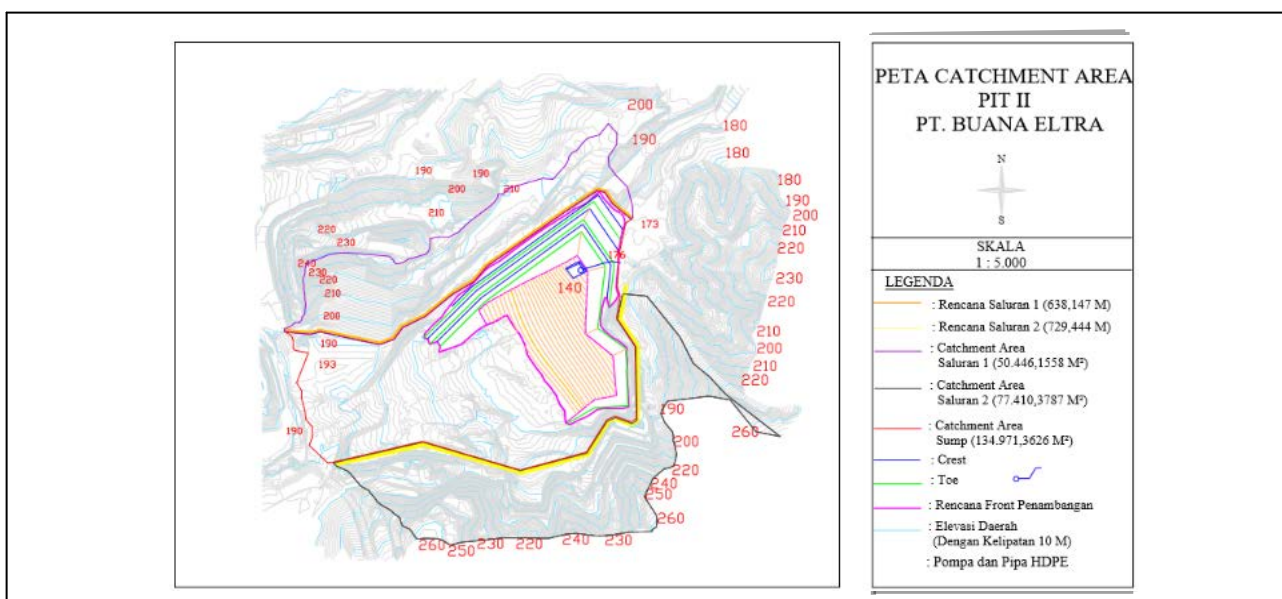 PETA CATCHMENT AREA
PIT II
PT. BUANA ELTRA
N
S
SKALA
1 : 5.000
LEGENDA
: Rencana Saluran 1 (638,147 M)
: Rencana Saluran 2 (729,444 M)
: Catchment Area
Saluran 1 (50.446,1558 M²)
: Catchment Area
Saluran 2 (77.410,3787 M²)
: Catchment Area
Sump (134.971,3626 M²)
: Crest
: Toe
: Rencana Front Penambangan
: Elevasi Daerah
(Dengan Kelipatan 10 M)
: Pompa dan Pipa HDPE
200
190
180
180
190
190
200
210
210
180
190
200
210
220
220
230
173
176
240
230
220
210
200
230
220
140
190
193
210
200
210
220
190
190
260
200
220
240
250
260
260
250
230
220
240
230